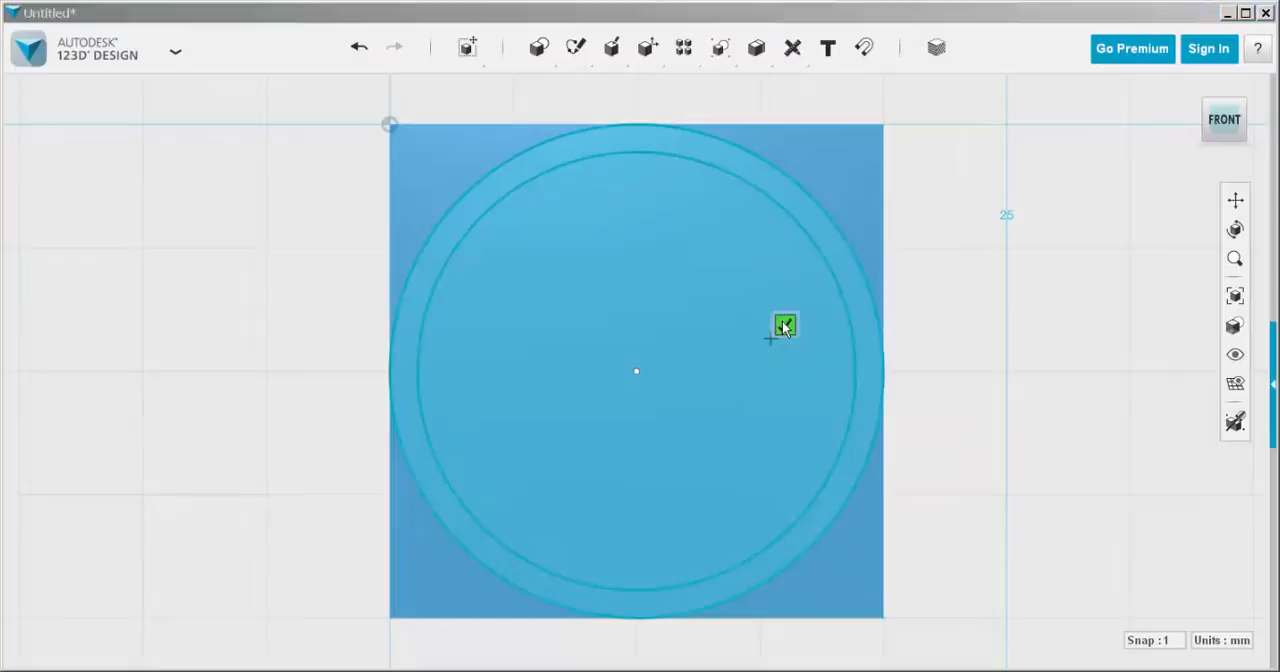 Untitled*
AUTODESK®
123D® DESIGN
Go Premium
Sign In
?
FRONT
25
Snap : 1
Units : mm